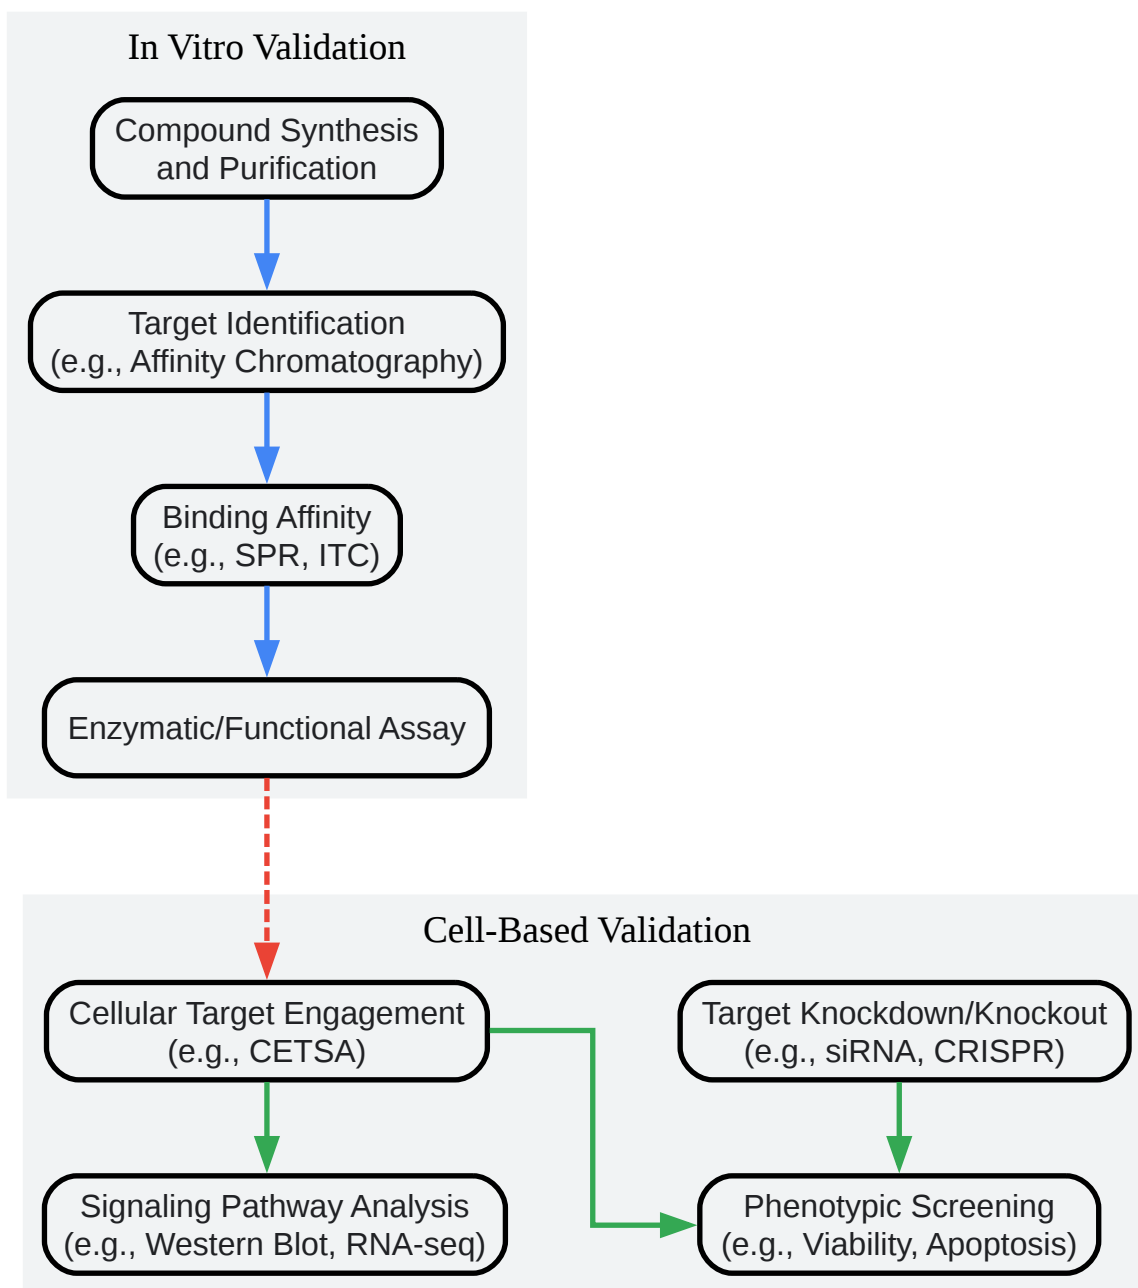 In Vitro Validation
Compound Synthesis
and Purification
Target Identification
(e.g., Affinity Chromatography)
Binding Affinity
(e.g., SPR, ITC)
Enzymatic/Functional Assay
Cell-Based Validation
Cellular Target Engagement
(e.g., CETSA)
Target Knockdown/Knockout
(e.g., siRNA, CRISPR)
Signaling Pathway Analysis
(e.g., Western Blot, RNA-seq)
Phenotypic Screening
(e.g., Viability, Apoptosis)